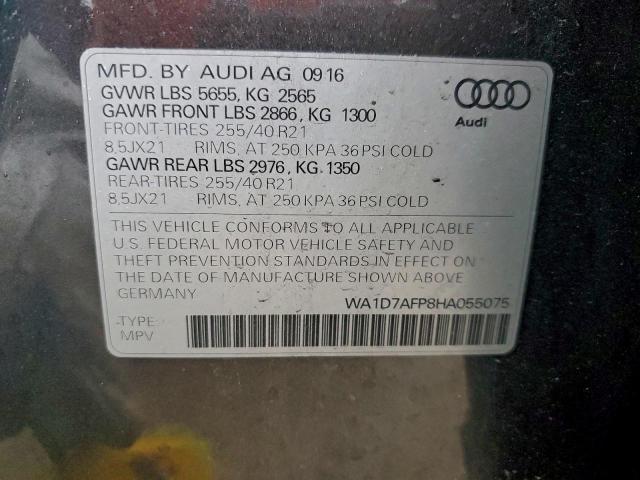 MFD. BY AUDI AG 09 16
GVWR LBS 5655, KG 2565
GAWR FRONT LBS 2866, KG 1300
FRONT-TIRES 255/40 R21
8,5JX21 RIMS, AT 250 KPA 36 PSI COLD
GAWR REAR LBS 2976, KG 1350
REAR-TIRES 255/40 R21
8,5JX21 RIMS, AT 250 KPA 36 PSI COLD
Audi
THIS VEHICLE CONFORMS TO ALL APPLICABLE
U.S. FEDERAL MOTOR VEHICLE SAFETY AND
THEFT PREVENTION STANDARDS IN EFFECT ON
THE DATE OF MANUFACTURE SHOWN ABOVE
GERMANY
WA1D7AFP8HA055075
TYPE:
MPV